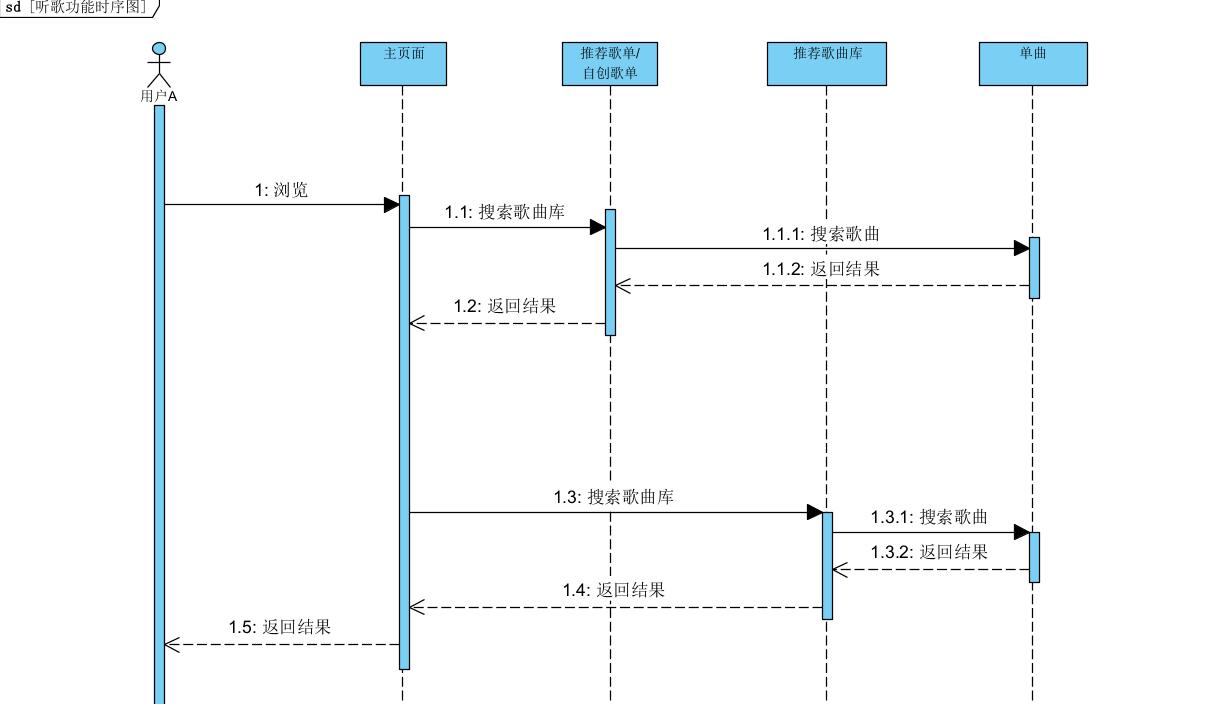 sd [听歌功能时序图]
用户A
主页面
推荐歌单/
自创歌单
推荐歌曲库
单曲
1: 浏览
1.1: 搜索歌曲库
1.1.1: 搜索歌曲
1.1.2: 返回结果
1.2: 返回结果
1.3: 搜索歌曲库
1.3.1: 搜索歌曲
1.3.2: 返回结果
1.4: 返回结果
1.5: 返回结果